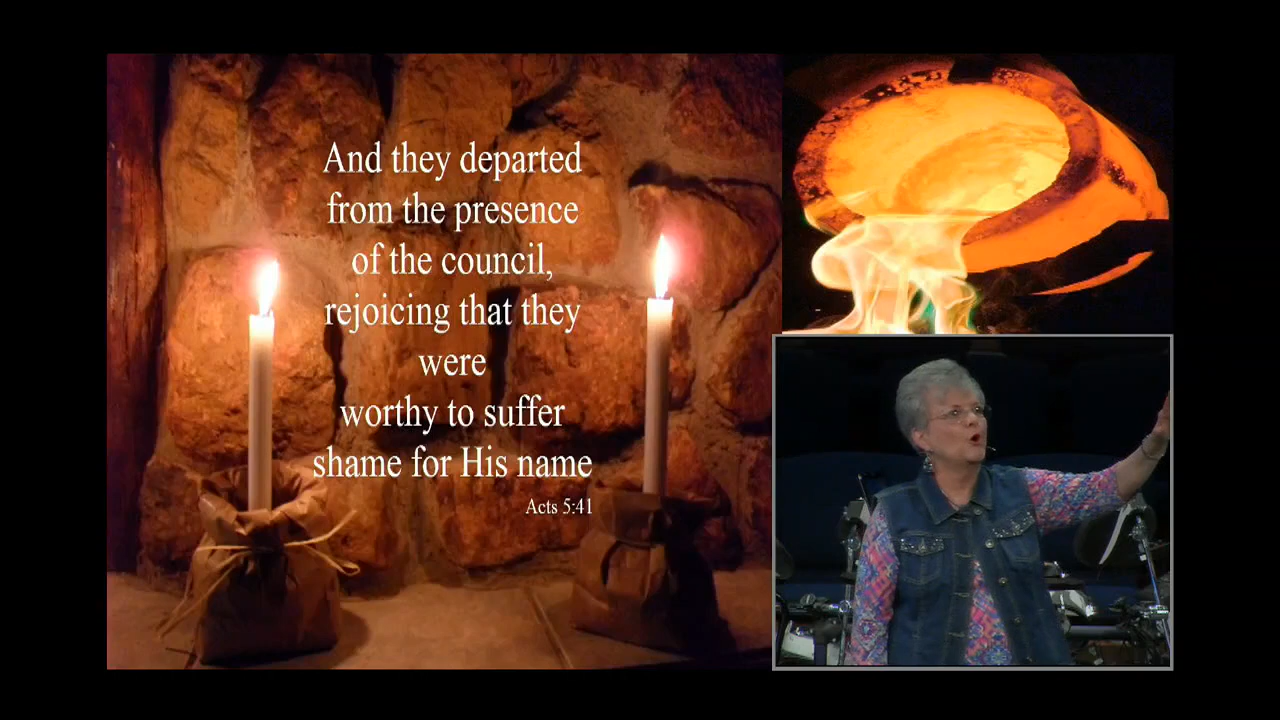 And they departed
from the presence
of the council,
rejoicing that they
were
worthy to suffer
shame for His name
Acts 5:41